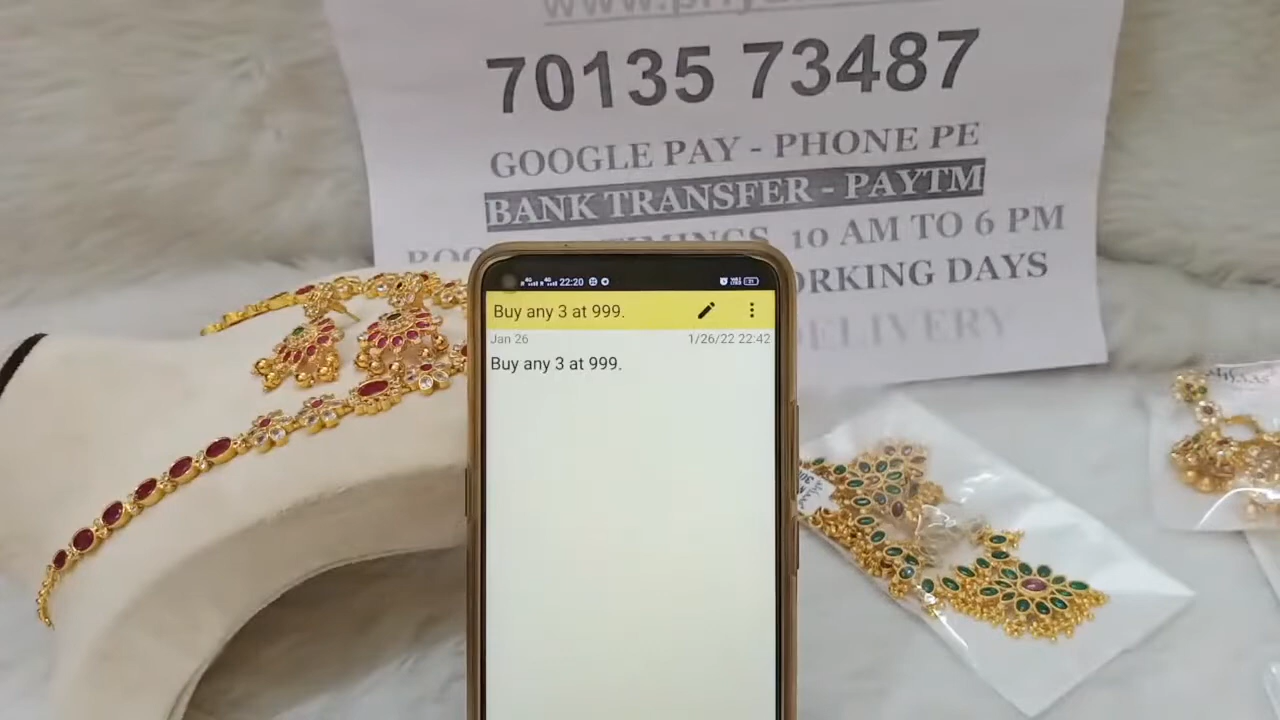 70135 73487
GOOGLE PAY - PHONE PE
BANK TRANSFER - PAYTM
10 AM TO 6 PM
DAYS
DELIVERY
22:20
Buy any 3 at 999.
Jan 26
1/26/22 22:42
Buy any 3 at 999.